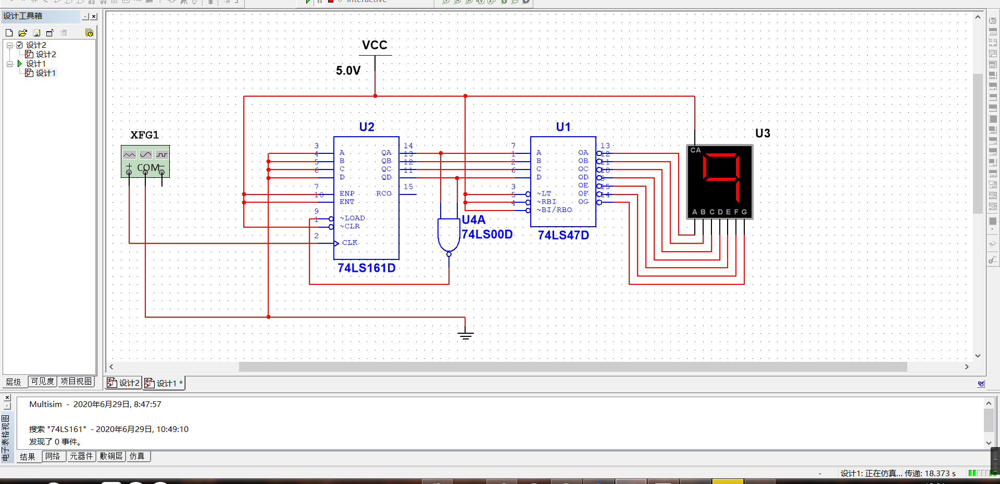 Interactive
设计工具箱
设计2
设计2
设计1
设计1
层级
可见度
项目视图
VCC
5.0V
XFG1
COM
U2
3
4
5
6
7
10
9
1
2
A
B
C
D
ENP
ENT
~LOAD
~CLR
CLK
QA
QB
QC
QD
RCO
14
13
12
11
15
74LS161D
U4A
74LS00D
U1
7
1
2
6
3
5
4
A
B
C
D
~LT
~RBI
~BI/RBO
OA
OB
OC
OD
OE
OF
OG
13
12
11
10
9
15
14
74LS47D
U3
CA
A B C D E F G
设计2
设计1 *
电子表格视图
Multisim - 2020年6月29日, 8:47:57
搜索 "74LS161" - 2020年6月29日, 10:49:10
发现了 0 事件。
结果
网络
元器件
敷铜层
仿真
- 设计1: 正在仿真... 传递: 18.373 s